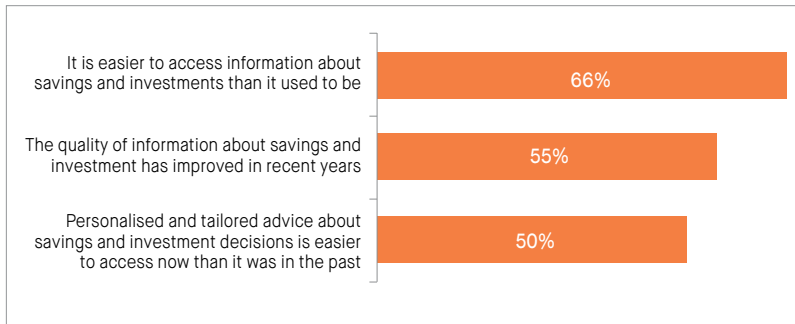 It is easier to access information about
savings and investments than it used to be
66%
The quality of information about savings and
investment has improved in recent years
55%
Personalised and tailored advice about
savings and investment decisions is easier
to access now than it was in the past
50%